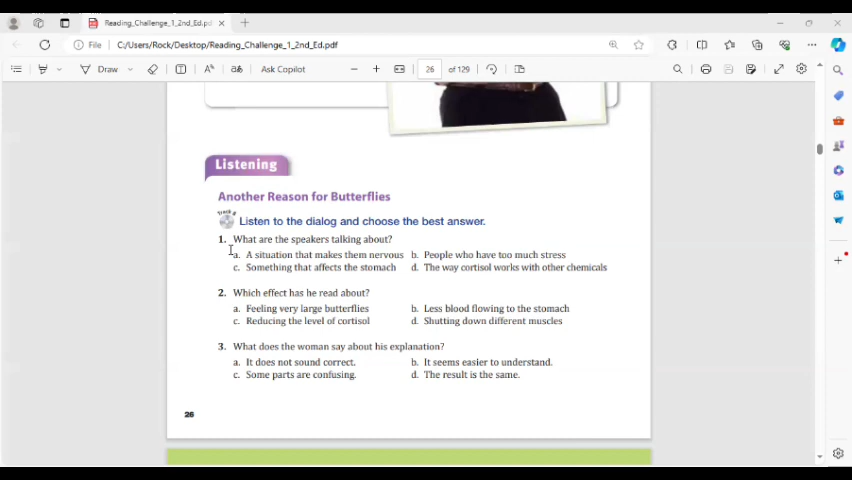 Reading_Challenge_1_2nd_Ed.pdf
File C:/Users/Rock/Desktop/Reading_Challenge_1_2nd_Ed.pdf
Draw Ask Copilot 26 of 129
Listening
Another Reason for Butterflies
Track 8
Listen to the dialog and choose the best answer.
1. What are the speakers talking about?
a. A situation that makes them nervous b. People who have too much stress
c. Something that affects the stomach d. The way cortisol works with other chemicals
2. Which effect has he read about?
a. Feeling very large butterflies b. Less blood flowing to the stomach
c. Reducing the level of cortisol d. Shutting down different muscles
3. What does the woman say about his explanation?
a. It does not sound correct. b. It seems easier to understand.
c. Some parts are confusing. d. The result is the same.
26